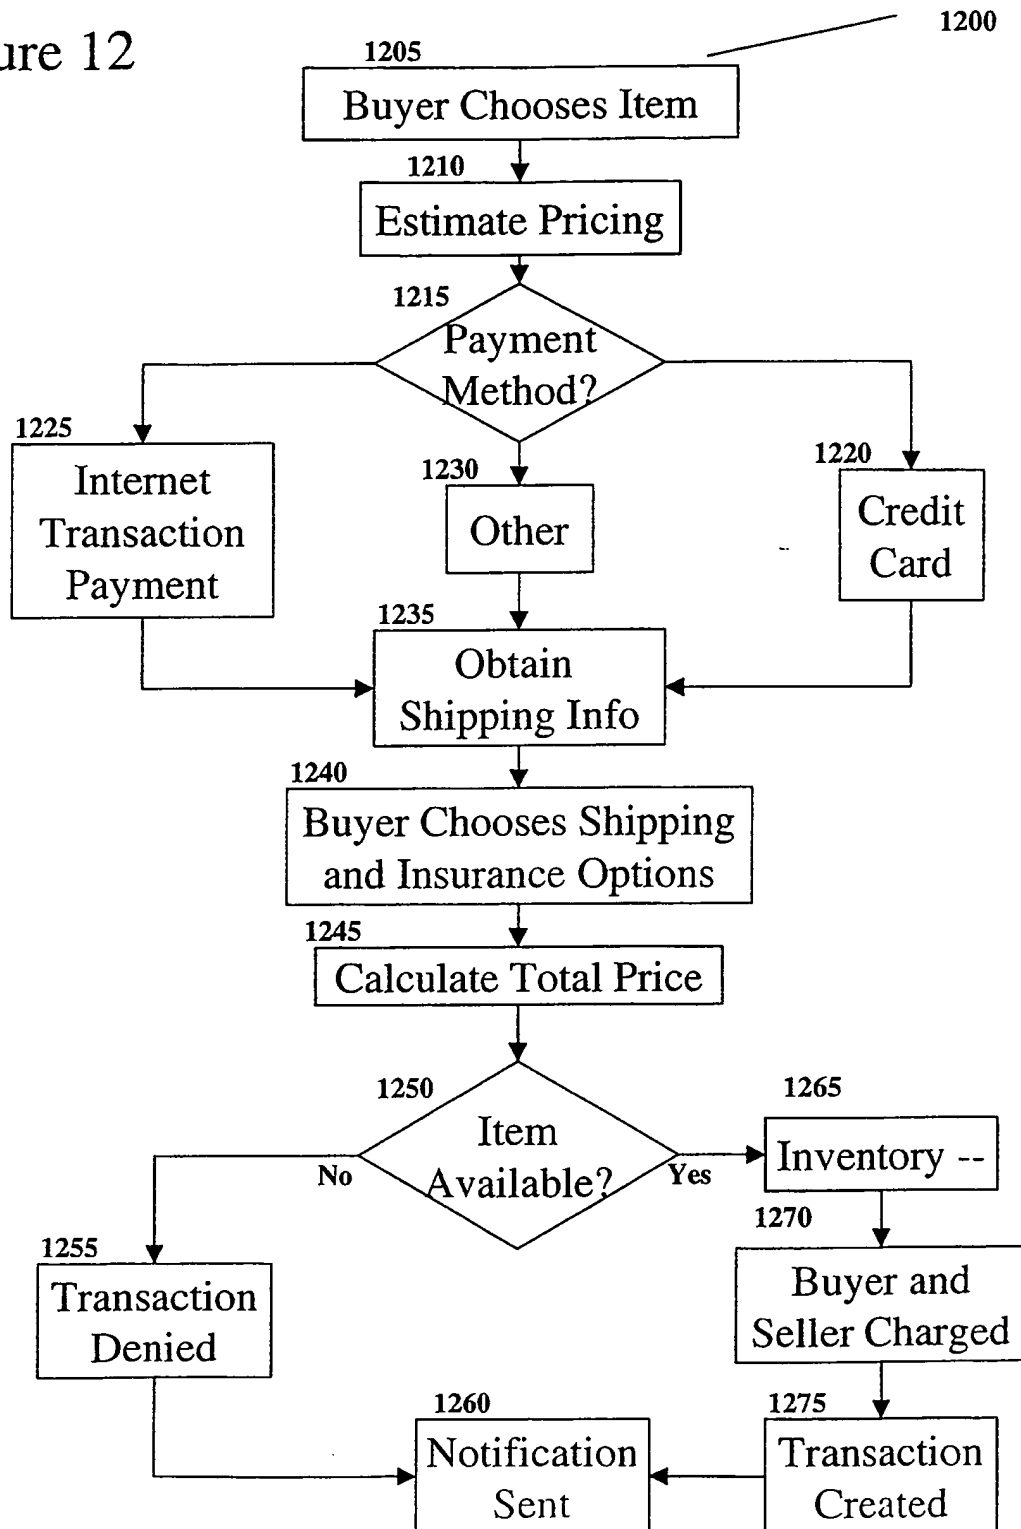 ure 12
1200
1205
Buyer Chooses Item
1210
Estimate Pricing
1215
Payment
Method?
1225
Internet
Transaction
Payment
1230
Other
1220
Credit
Card
1235
Obtain
Shipping Info
1240
Buyer Chooses Shipping
and Insurance Options
1245
Calculate Total Price
1250
Item
Available?
No
Yes
1265
Inventory --
1270
Buyer and
Seller Charged
1255
Transaction
Denied
1260
Notification
Sent
1275
Transaction
Created